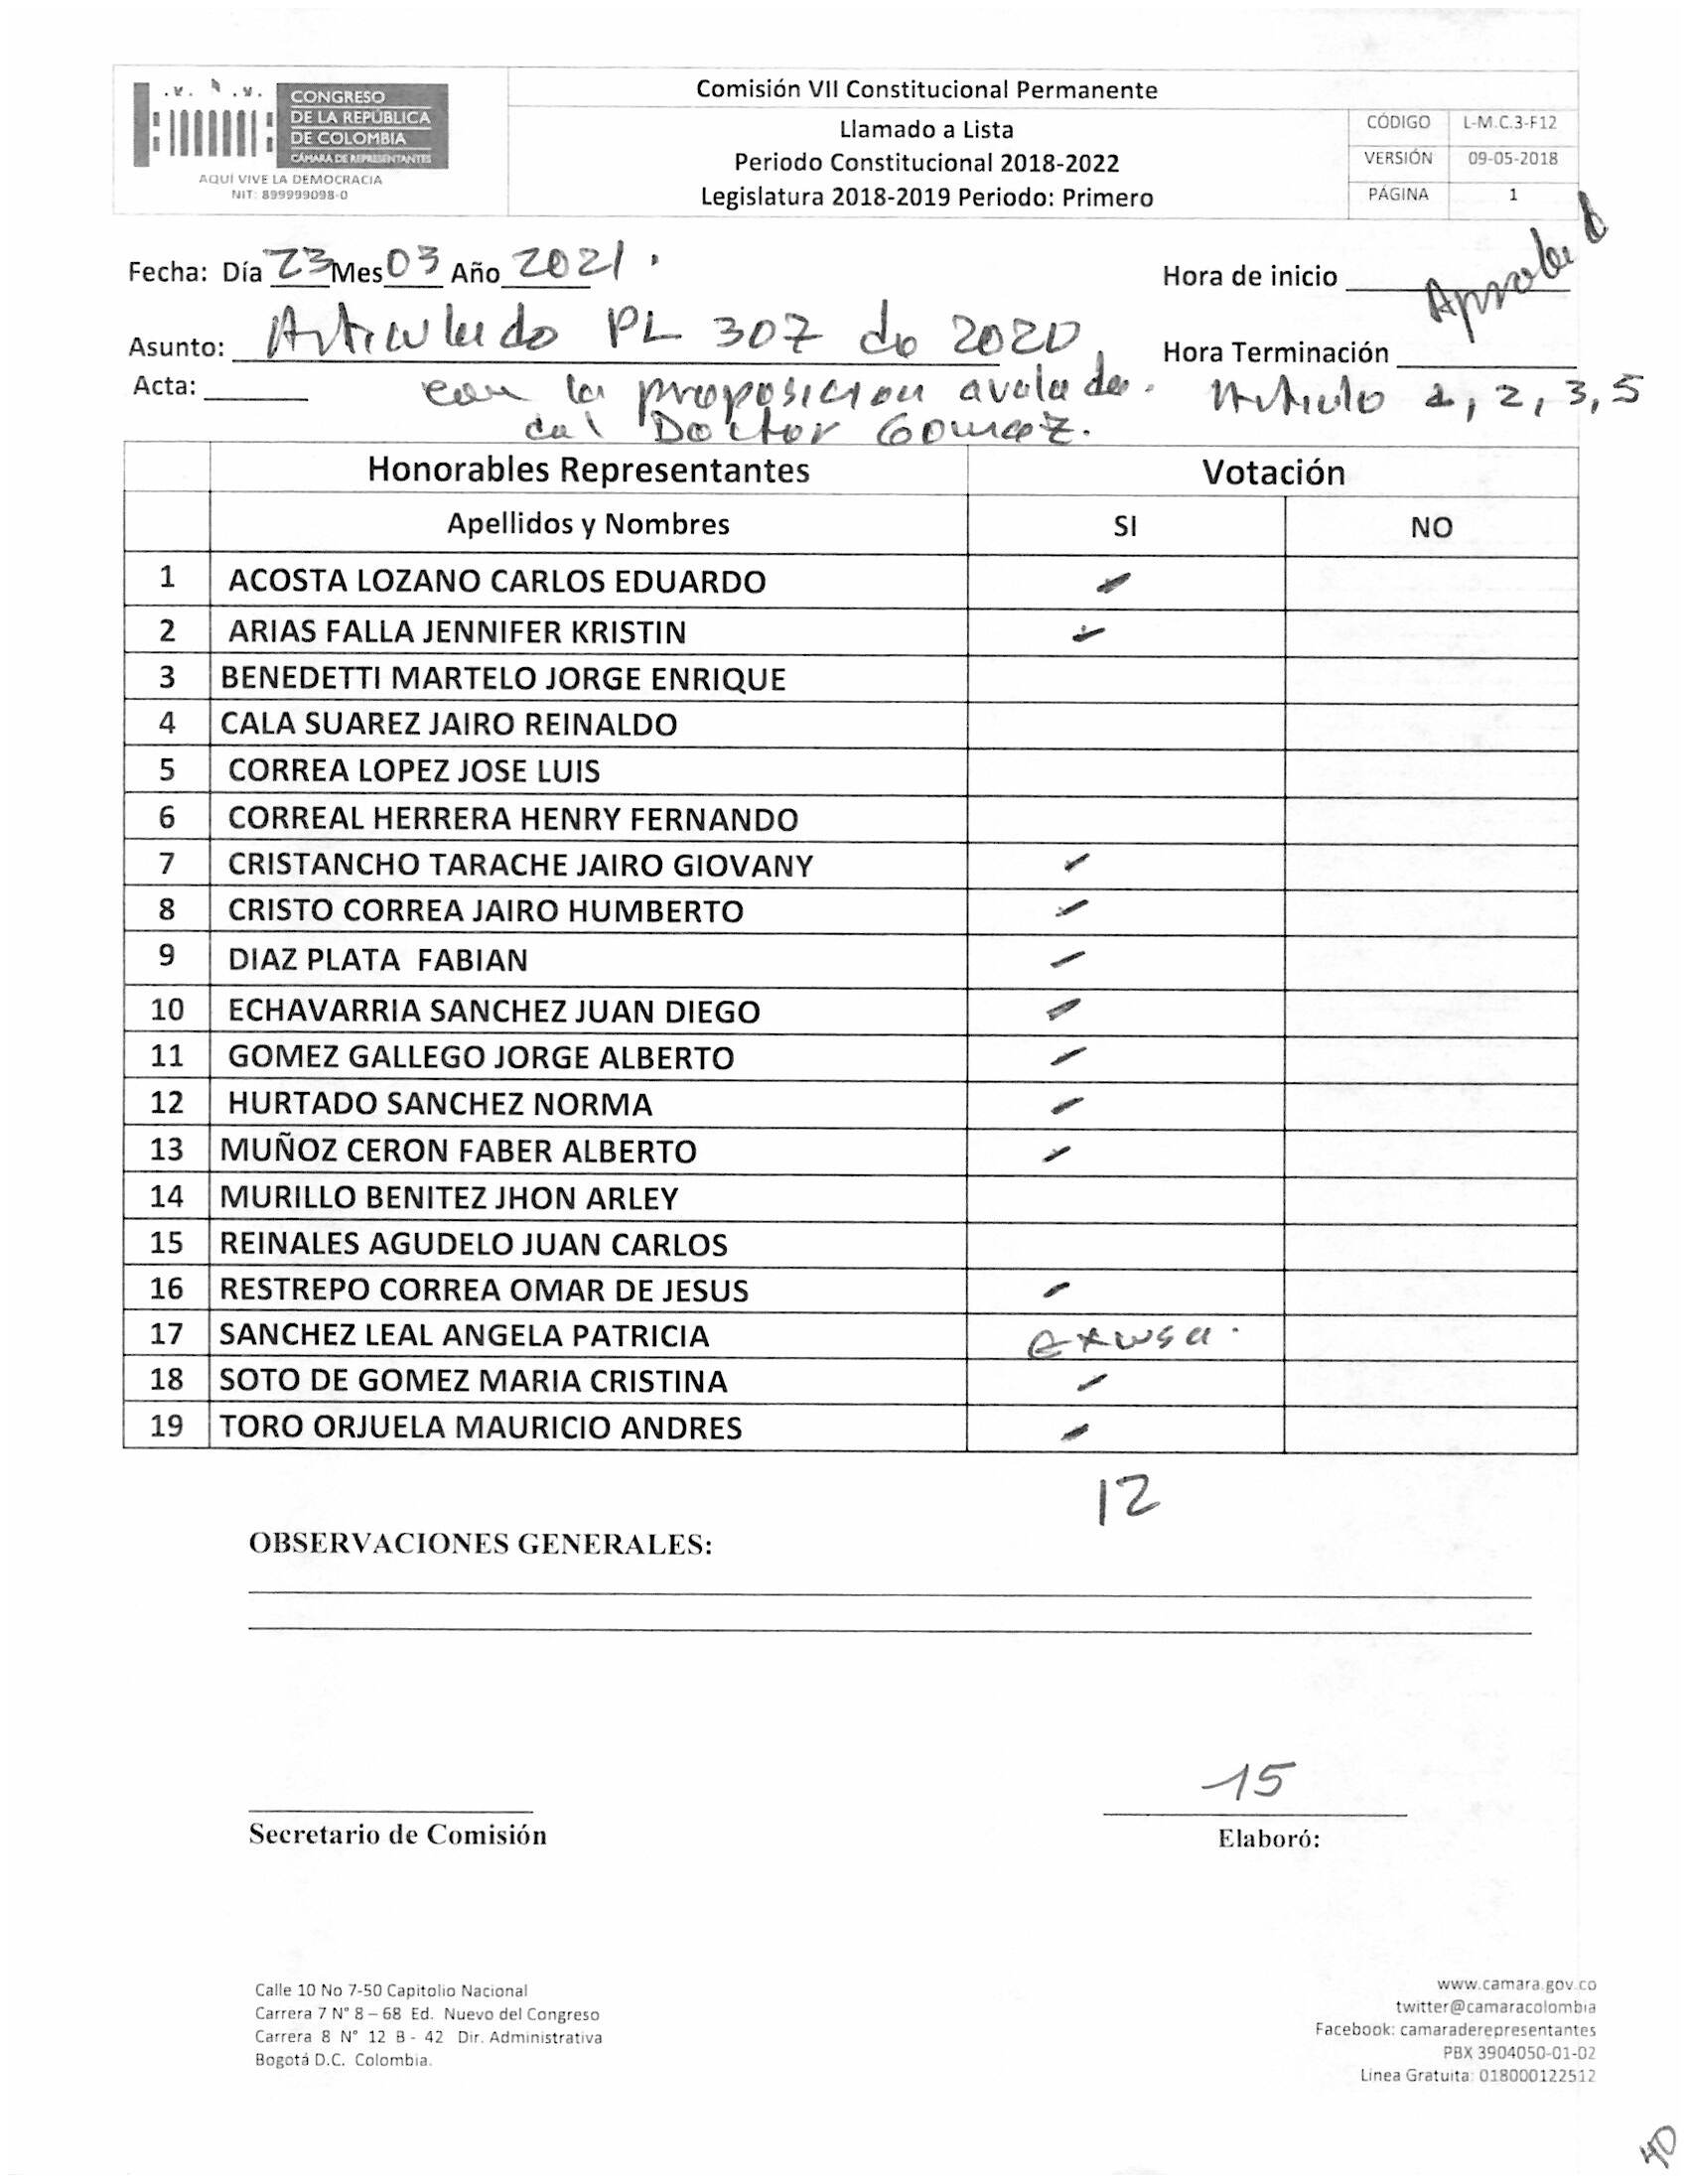 CONGRESO
DE LA REPÚBLICA
DE COLOMBIA
CÁMARA DE REPRESENTANTES
AQUÍ VIVE LA DEMOCRACIA
NIT: 899999098-0
Comisión VII Constitucional Permanente
Llamado a Lista
Periodo Constitucional 2018-2022
Legislatura 2018-2019 Periodo: Primero
CÓDIGO L-M.C.3-F12
VERSIÓN 09-05-2018
PÁGINA 1
Fecha: Día 23 Mes 03 Año 2021.
Hora de inicio
Asunto: Articulado PL 307 de 2020
Hora Terminación
Acta: con la proposicion avalada. Articulo 1, 2, 3, 5
del Doctor Gomez.
Honorables Representantes Votación
Apellidos y Nombres SI NO
1 ACOSTA LOZANO CARLOS EDUARDO
2 ARIAS FALLA JENNIFER KRISTIN
3 BENEDETTI MARTELO JORGE ENRIQUE
4 CALA SUAREZ JAIRO REINALDO
5 CORREA LOPEZ JOSE LUIS
6 CORREAL HERRERA HENRY FERNANDO
7 CRISTANCHO TARACHE JAIRO GIOVANY
8 CRISTO CORREA JAIRO HUMBERTO
9 DIAZ PLATA FABIAN
10 ECHAVARRIA SANCHEZ JUAN DIEGO
11 GOMEZ GALLEGO JORGE ALBERTO
12 HURTADO SANCHEZ NORMA
13 MUÑOZ CERON FABER ALBERTO
14 MURILLO BENITEZ JHON ARLEY
15 REINALES AGUDELO JUAN CARLOS
16 RESTREPO CORREA OMAR DE JESUS
17 SANCHEZ LEAL ANGELA PATRICIA Excusa.
18 SOTO DE GOMEZ MARIA CRISTINA
19 TORO ORJUELA MAURICIO ANDRES
12
OBSERVACIONES GENERALES:
15
Secretario de Comisión
Elaboró:
Calle 10 No 7-50 Capitolio Nacional
Carrera 7 N° 8 – 68 Ed. Nuevo del Congreso
Carrera 8 N° 12 B - 42 Dir. Administrativa
Bogotá D.C. Colombia.
www.camara.gov.co
twitter@camaracolombia
Facebook: camaraderepresentantes
PBX 3904050-01-02
Linea Gratuita: 018000122512
40